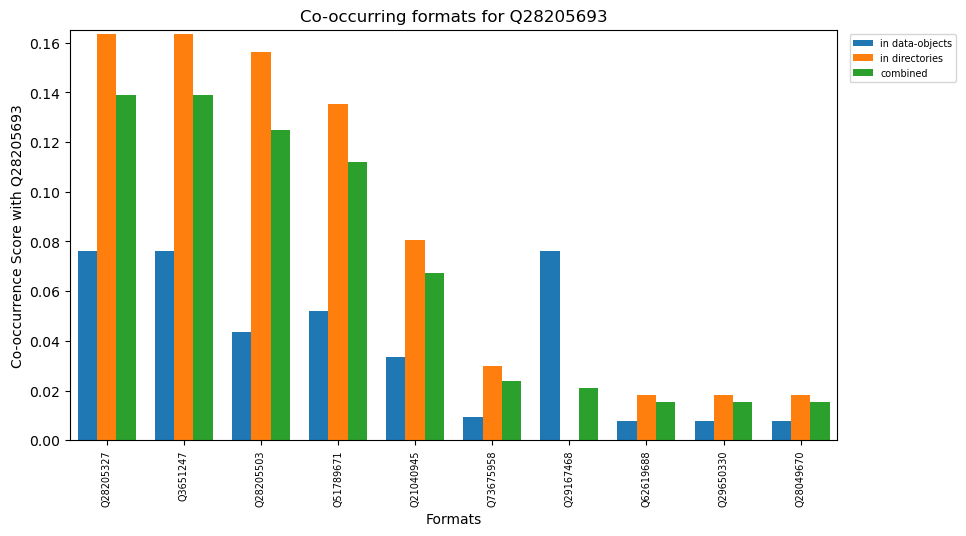 Co-occurring formats for Q28205693
in data-objects
in directories
combined
Co-occurrence Score with Q28205693
0.16
0.14
0.12
0.10
0.08
0.06
0.04
0.02
0.00
Q28205327
Q3651247
Q28205503
Q51789671
Q21040945
Q73675958
Q29167468
Q62619688
Q29650330
Q28049670
Formats